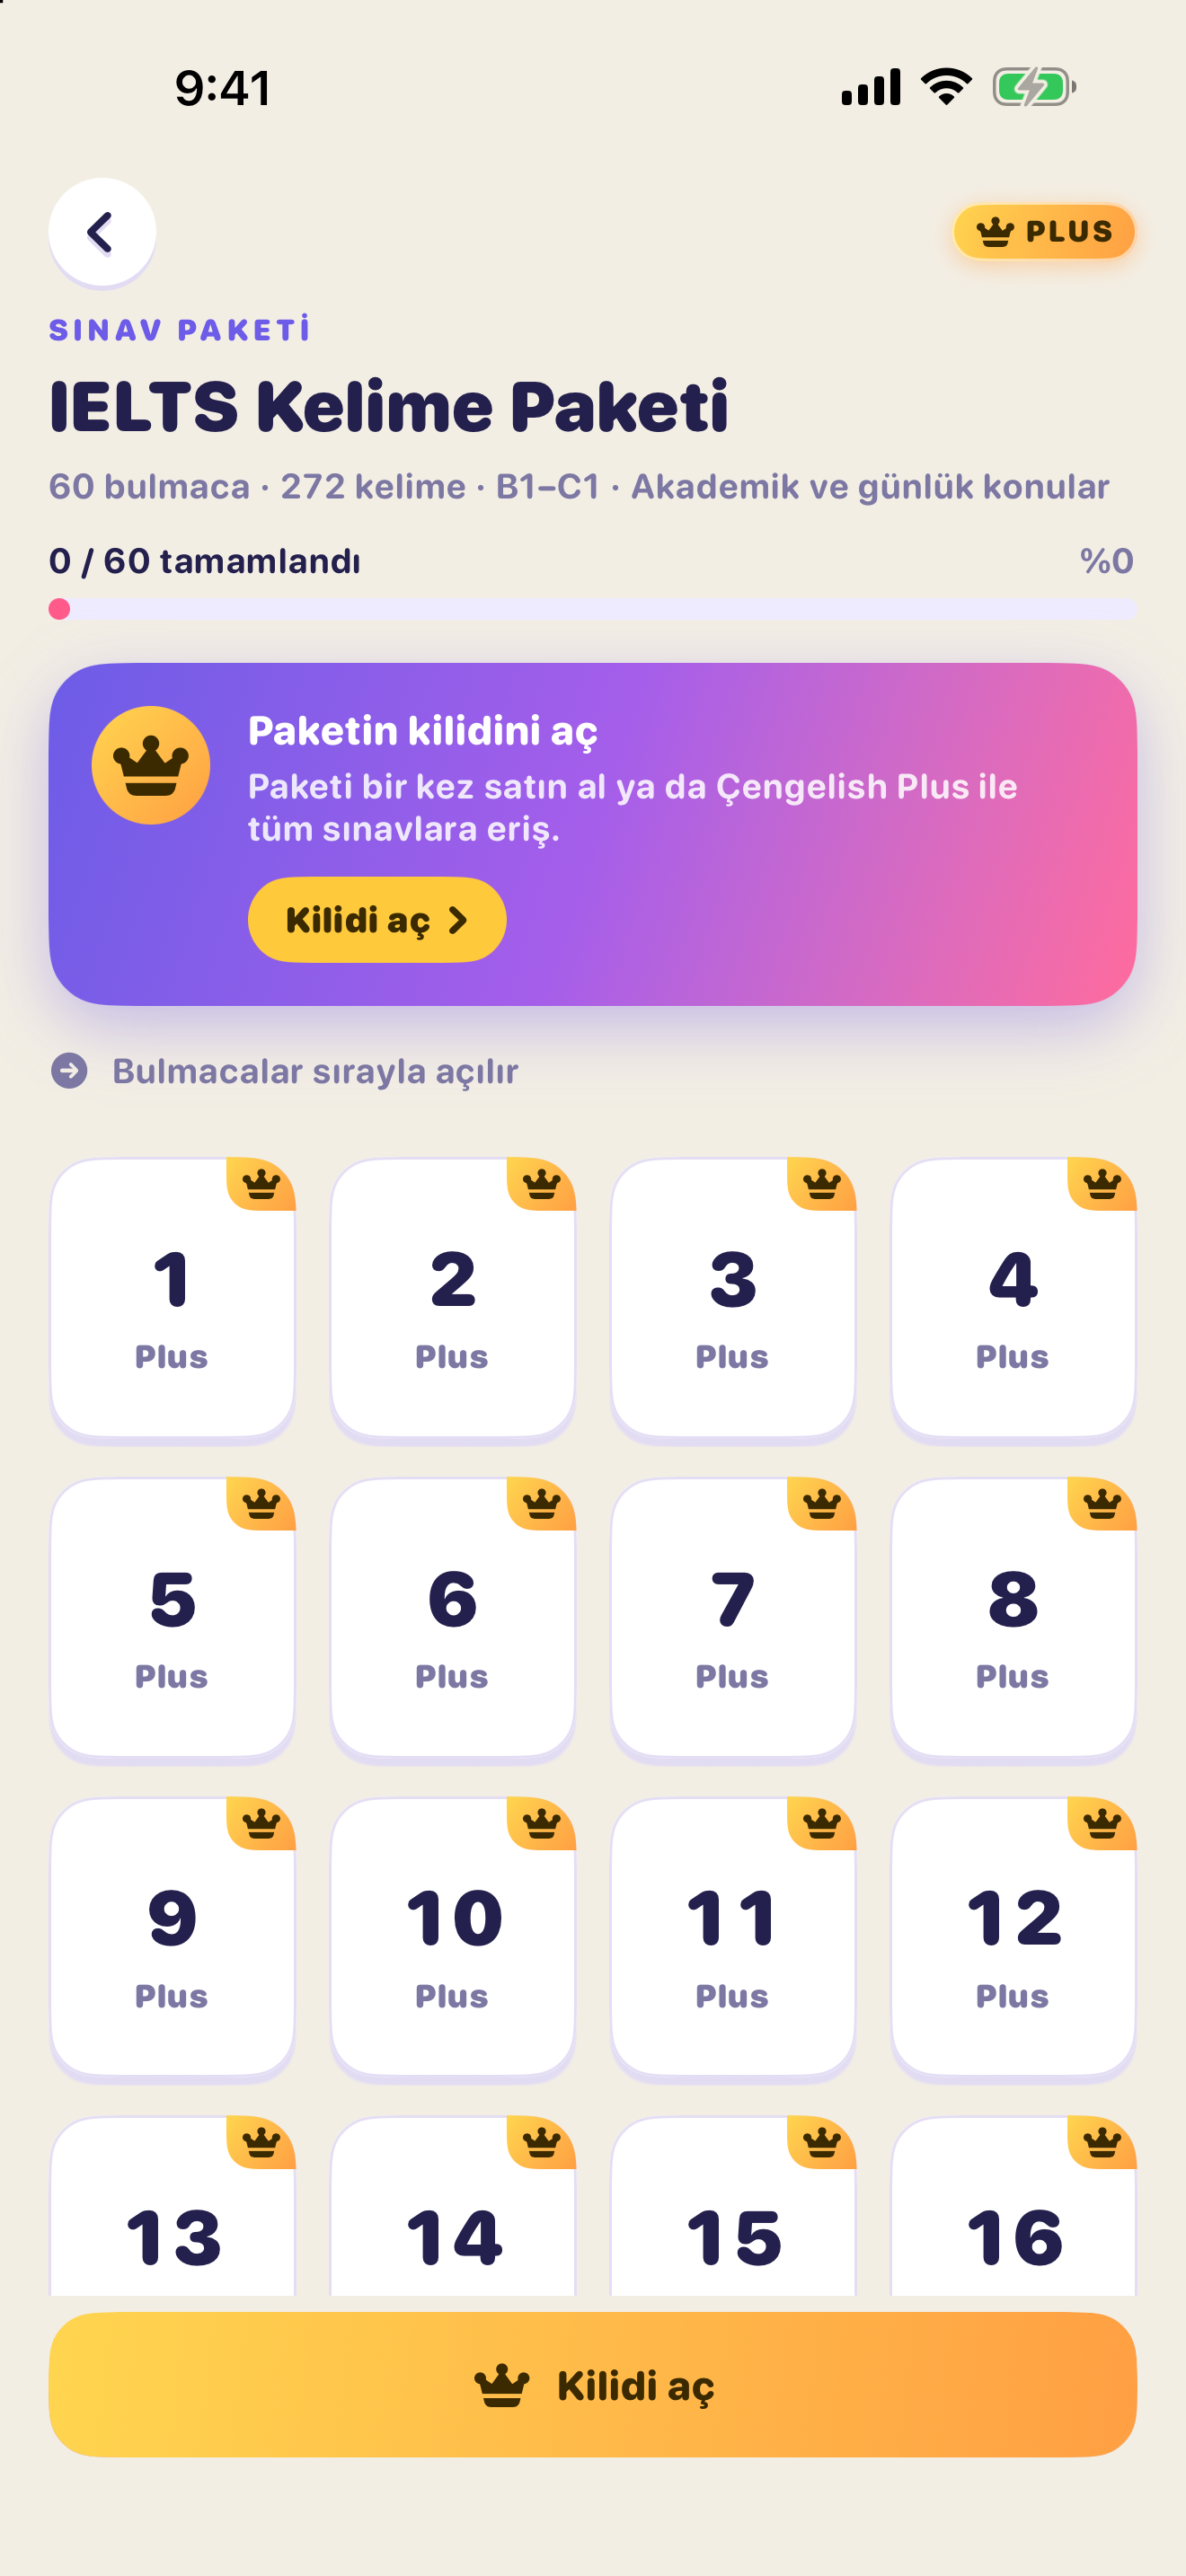 9:41
PLUS
SINAV PAKETİ
IELTS Kelime Paketi
60 bulmaca · 272 kelime · B1–C1 · Akademik ve günlük konular
0 / 60 tamamlandı %0
Paketin kilidini aç
Paketi bir kez satın al ya da Çengelish Plus ile
tüm sınavlara eriş.
Kilidi aç
Bulmacalar sırayla açılır
1 2 3 4
Plus Plus Plus Plus
5 6 7 8
Plus Plus Plus Plus
9 10 11 12
Plus Plus Plus Plus
13 14 15 16
Kilidi aç